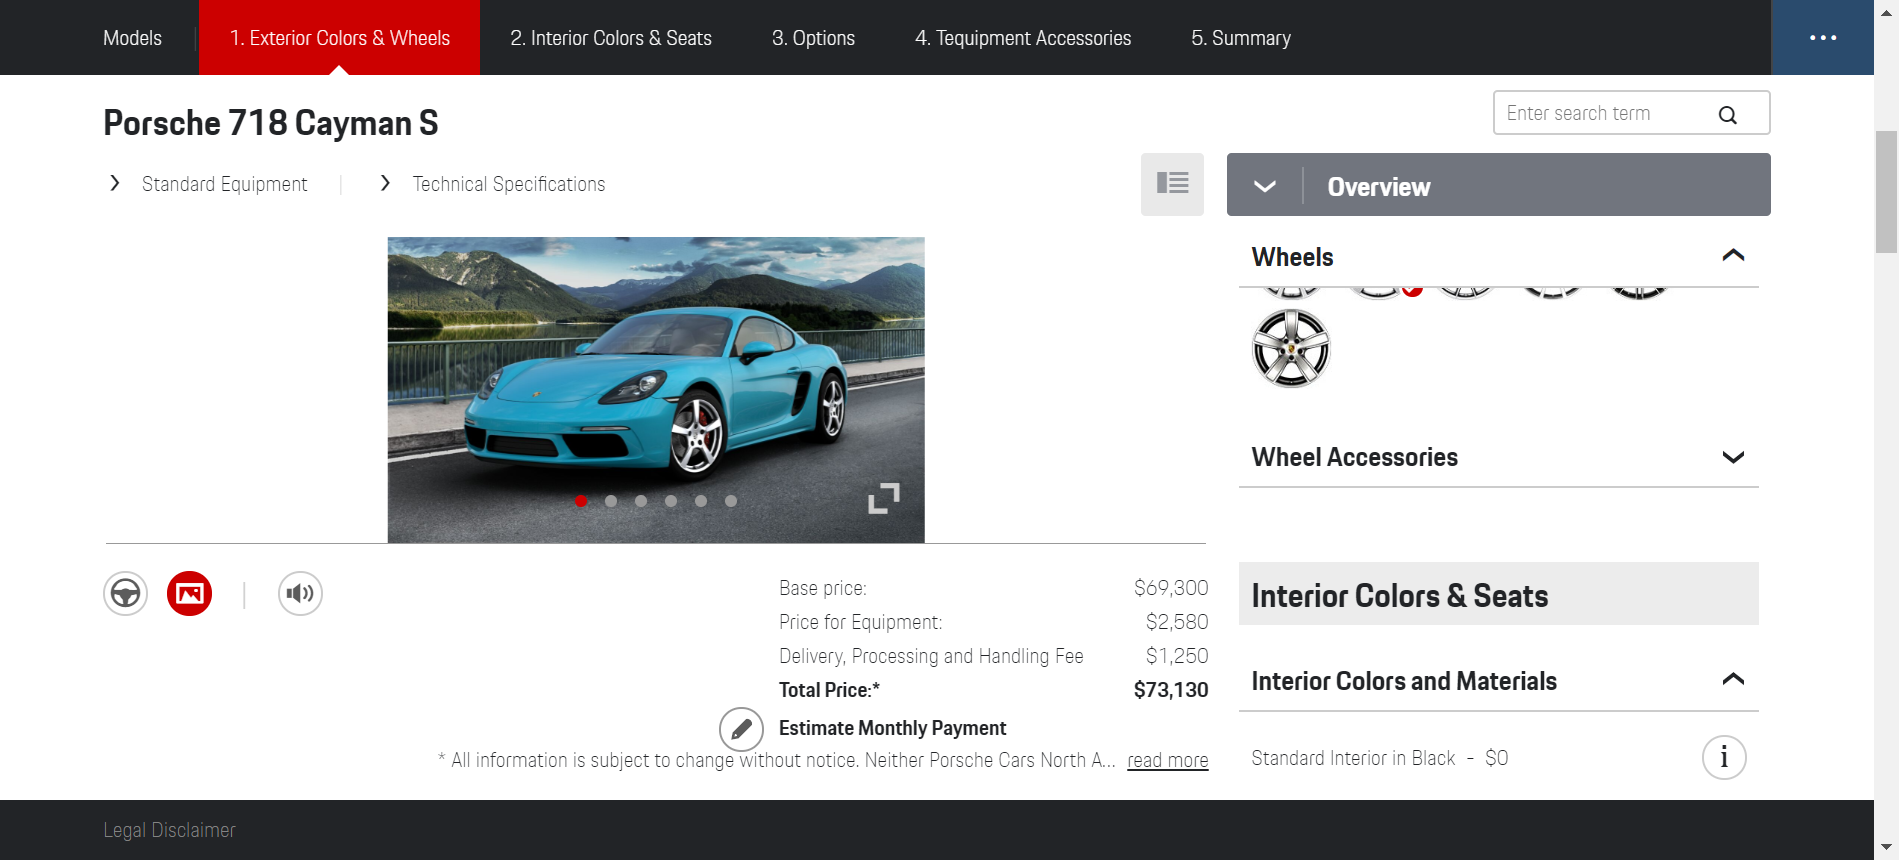 Models
1. Exterior Colors & Wheels
2. Interior Colors & Seats
3. Options
4. Tequipment Accessories
5. Summary
Porsche 718 Cayman S
Enter search term
Standard Equipment
Technical Specifications
Overview
Wheels
Wheel Accessories
Interior Colors & Seats
Base price: $69,300
Price for Equipment: $2,580
Delivery, Processing and Handling Fee $1,250
Total Price:* $73,130
Estimate Monthly Payment
* All information is subject to change without notice. Neither Porsche Cars North A... read more
Interior Colors and Materials
Standard Interior in Black - $0
i
Legal Disclaimer